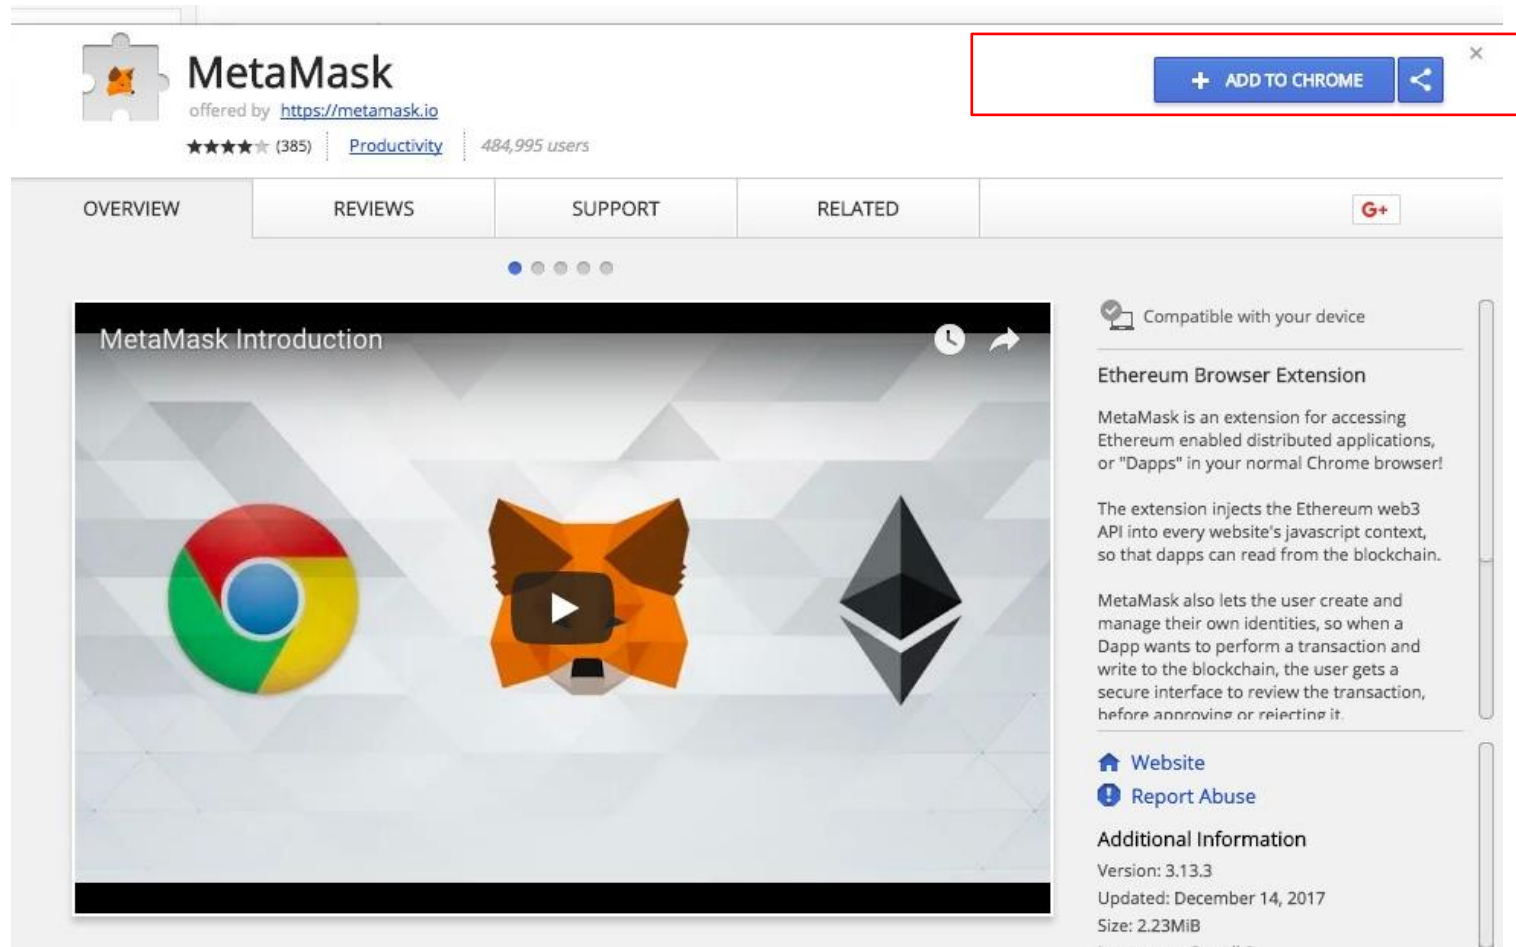 MetaMask
offered by https://metamask.io
(385) Productivity 484,995 users
+ ADD TO CHROME
×
OVERVIEW REVIEWS SUPPORT RELATED G+
MetaMask Introduction
Compatible with your device
Ethereum Browser Extension
MetaMask is an extension for accessing
Ethereum enabled distributed applications,
or "Dapps" in your normal Chrome browser!
The extension injects the Ethereum web3
API into every website's javascript context,
so that dapps can read from the blockchain.
MetaMask also lets the user create and
manage their own identities, so when a
Dapp wants to perform a transaction and
write to the blockchain, the user gets a
secure interface to review the transaction,
before approving or rejecting it.
Website
Report Abuse
Additional Information
Version: 3.13.3
Updated: December 14, 2017
Size: 2.23MiB